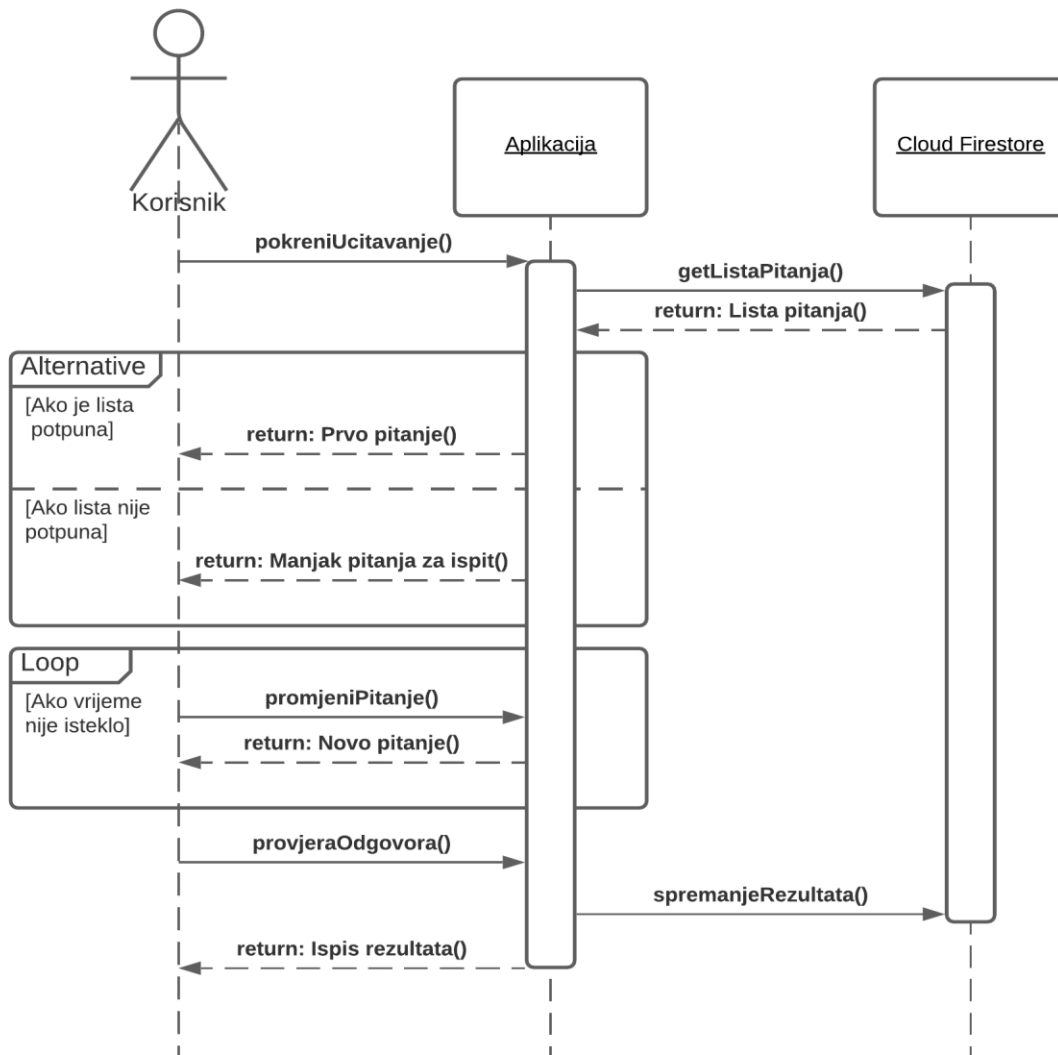 Aplikacija
Cloud Firestore
Korisnik
pokreniUcitavanje()
getListaPitanja()
return: Lista pitanja()
Alternative
[Ako je lista
potpuna]
return: Prvo pitanje()
[Ako lista nije
potpuna]
return: Manjak pitanja za ispit()
Loop
[Ako vrijeme
nije isteklo]
promjeniPitanje()
return: Novo pitanje()
provjeraOdgovora()
spremanjeRezultata()
return: Ispis rezultata()